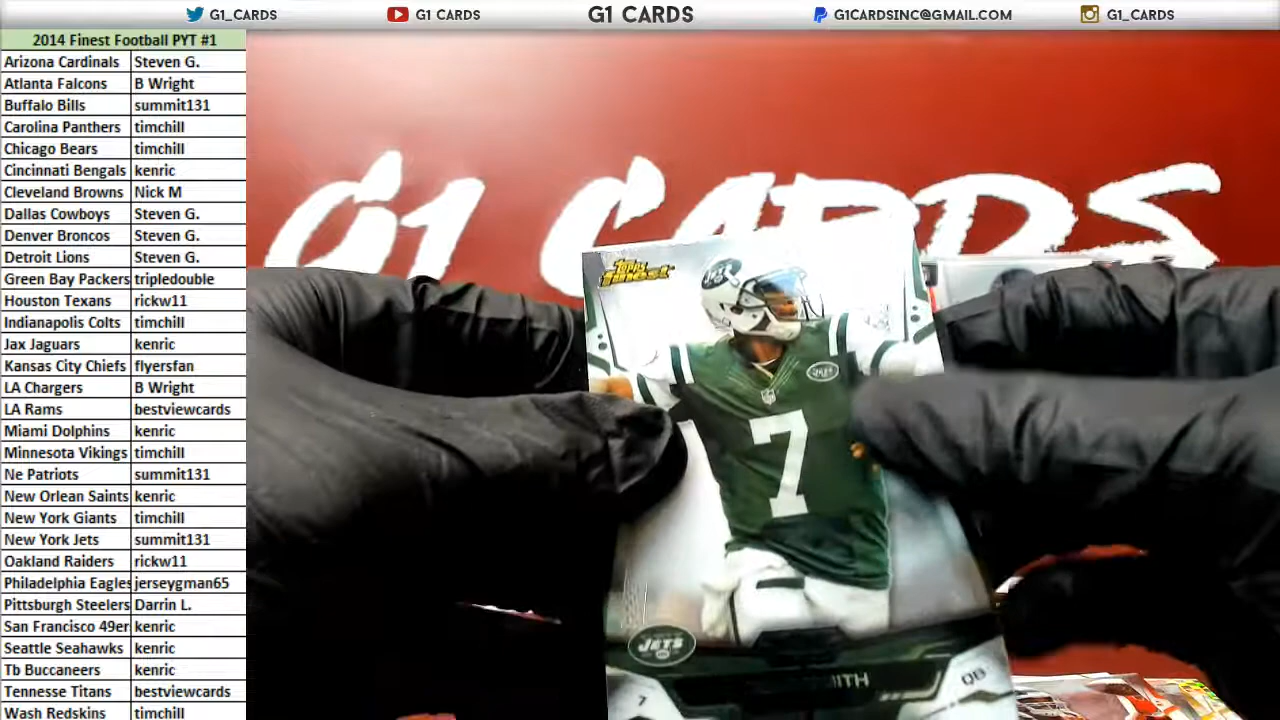 G1_CARDS G1 CARDS G1 CARDS G1CARDSINC@GMAIL.COM G1_CARDS
2014 Finest Football PYT #1
Arizona Cardinals Steven G.
Atlanta Falcons B Wright
Buffalo Bills summit131
Carolina Panthers timchill
Chicago Bears timchill
Cincinnati Bengals kenric
Cleveland Browns Nick M
Dallas Cowboys Steven G.
Denver Broncos Steven G.
Detroit Lions Steven G.
Green Bay Packers tripledouble
Houston Texans rickw11
Indianapolis Colts timchill
Jax Jaguars kenric
Kansas City Chiefs flyersfan
LA Chargers B Wright
LA Rams bestviewcards
Miami Dolphins kenric
Minnesota Vikings timchill
Ne Patriots summit131
New Orlean Saints kenric
New York Giants timchill
New York Jets summit131
Oakland Raiders rickw11
Philadelphia Eagles jerseygman65
Pittsburgh Steelers Darrin L.
San Francisco 49er kenric
Seattle Seahawks kenric
Tb Buccaneers kenric
Tennesse Titans bestviewcards
Wash Redskins timchill
G1 CARDS
Topps
finest
7
JETS
7 QB